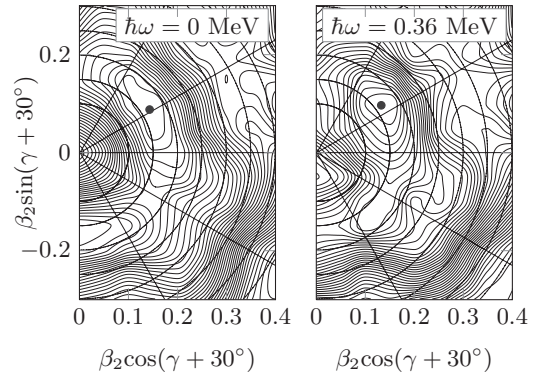 ℏω = 0 MeV
ℏω = 0.36 MeV
0.2
0
−0.2
β₂sin(γ + 30°)
0 0.1 0.2 0.3 0.4
0 0.1 0.2 0.3 0.4
β₂cos(γ + 30°)
β₂cos(γ + 30°)